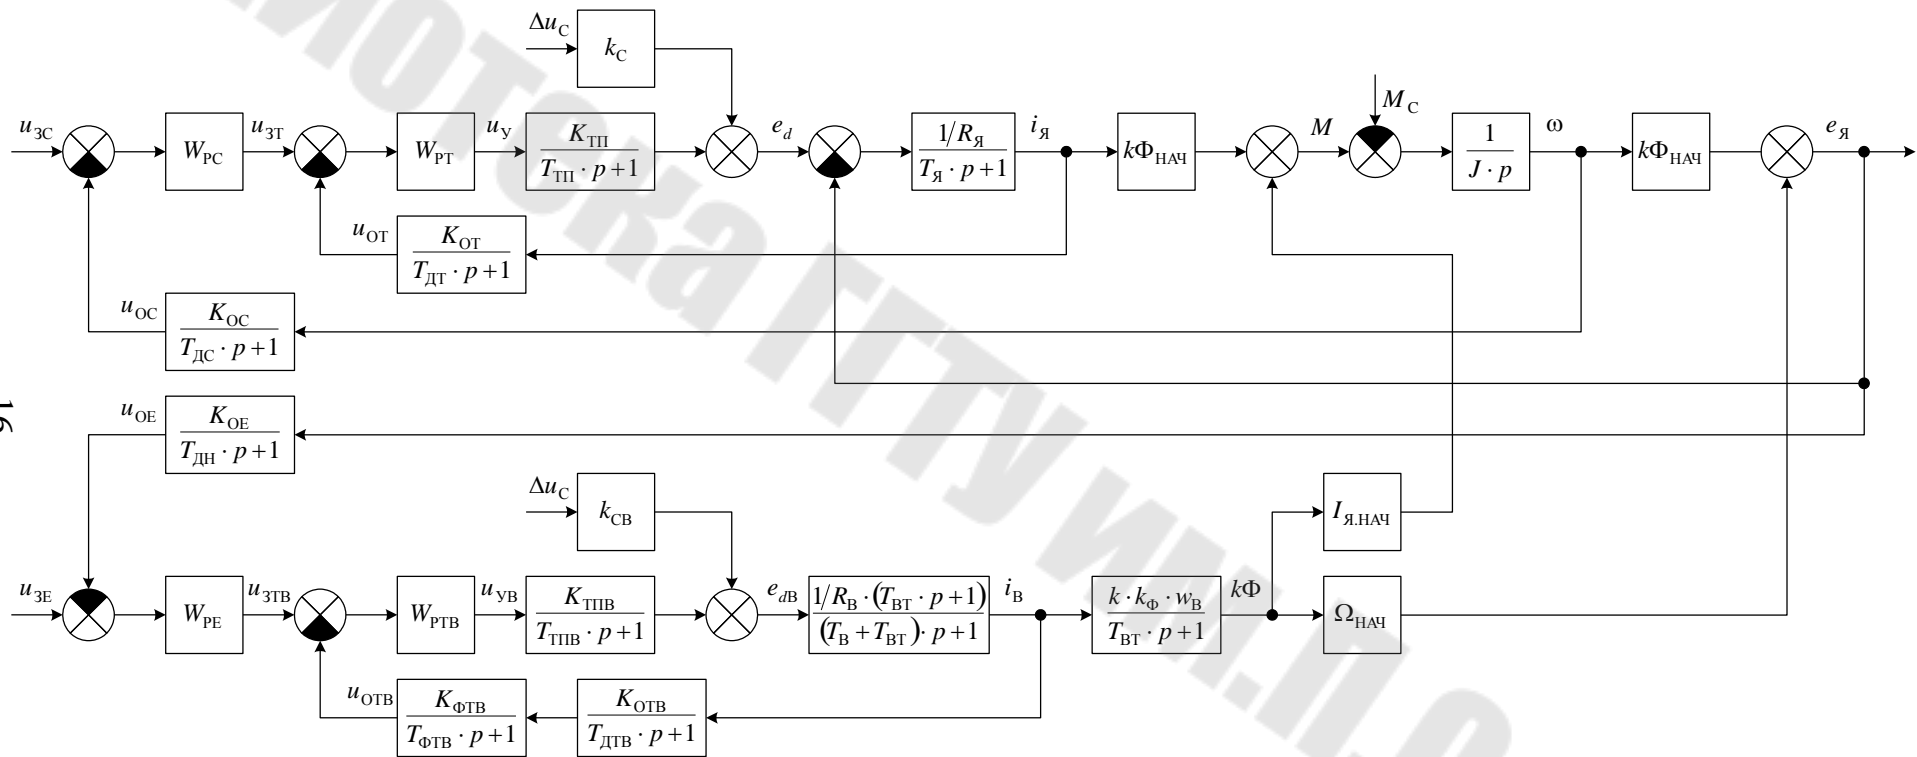 Δu_С
k_С
u_ЗС
W_РС
u_ЗТ
W_РТ
u_У
K_ТП
T_ТП · p + 1
e_d
1/R_Я
T_Я · p + 1
i_Я
kΦ_НАЧ
M
M_С
1
J · p
ω
kΦ_НАЧ
e_Я
u_ОТ
K_ОТ
T_ДТ · p + 1
u_ОС
K_ОС
T_ДС · p + 1
u_ОЕ
K_ОЕ
T_ДН · p + 1
16
Δu_С
k_СВ
I_Я.НАЧ
u_ЗЕ
W_РЕ
u_ЗТВ
W_РТВ
u_УВ
K_ТПВ
T_ТПВ · p + 1
e_dВ
1/R_В · (T_ВТ · p + 1)
(T_В + T_ВТ) · p + 1
i_В
k · k_Φ · w_В
T_ВТ · p + 1
kΦ
Ω_НАЧ
u_ОТВ
K_ФТВ
T_ФТВ · p + 1
K_ОТВ
T_ДТВ · p + 1